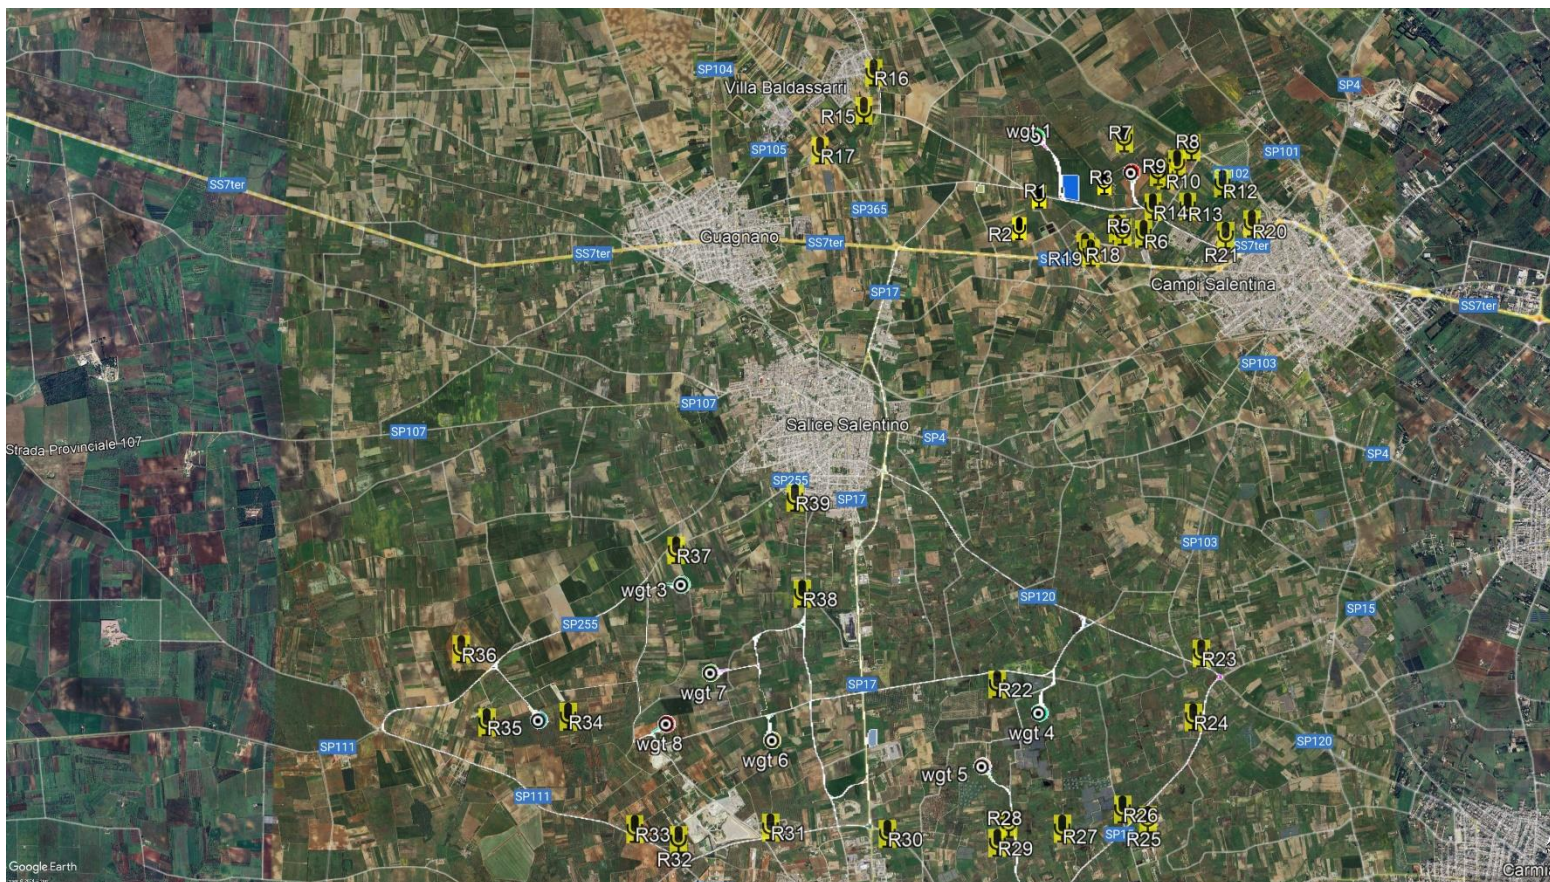 R16
SP104
Villa Baldassarri
SP4
R15
wgt 1
R7
R8
SP105
R17
SP101
R9
102
R3
R10
R12
SS7ter
R1
SP365
R14
R13
R2
R5
R20
Guagnano
SS7ter
R6
SS7ter
SS7ter
R21
R19
R18
Campi Salentina
SP17
SS7ter
SP103
SP107
Salice Salentino
SP107
SP4
Strada Provinciale 107
SP4
SP255
R39
SP17
SP103
R37
wgt 3
R38
SP120
SP15
SP255
R36
R23
wgt 7
SP17
R22
R35
R34
R24
wgt 4
wgt 8
SP111
SP120
wgt 6
wgt 5
SP111
R28
R26
R33
R31
R30
R27
R25
R32
R29
Google Earth
Carmia